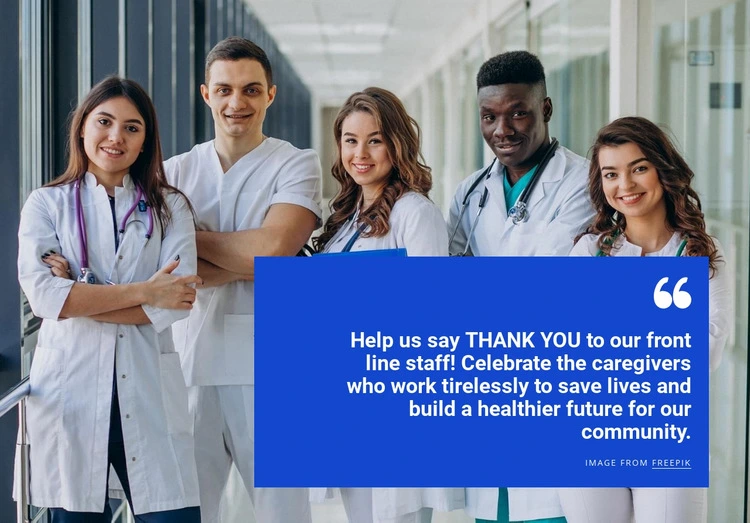 Help us say THANK YOU to our front
line staff! Celebrate the caregivers
who work tirelessly to save lives and
build a healthier future for our
community.
IMAGE FROM FREEPIK